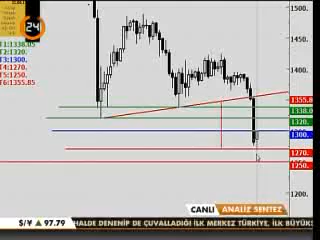 24
1500.
1400.
1300.
1200.
T1:1338.05
T2:1320.
T3:1300.
T4:1270.
T5:1250.
T6:1355.85
1355.8
1338.0
1320.
1300.
1270.
1250.
CANLI ANALİZ SENTEZ
$/¥ ▲ 97.79 HALDE DENENİP DE ÇUVALLADIĞI İLK MERKEZ TÜRKİYE, İLK BÜYÜK